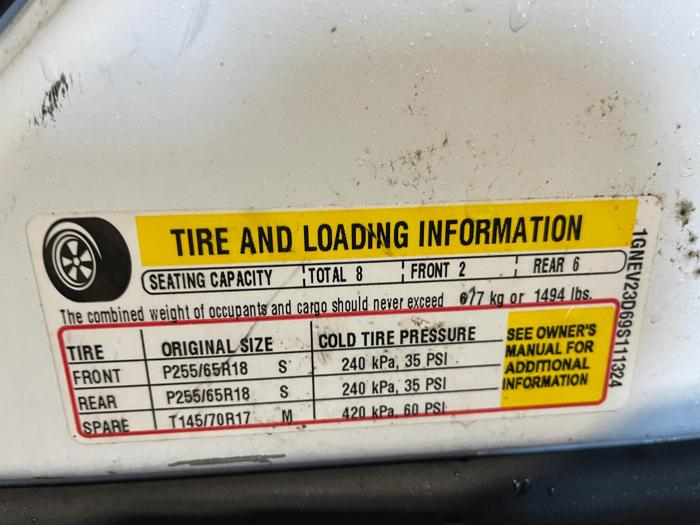 TIRE AND LOADING INFORMATION
SEATING CAPACITY TOTAL 8 FRONT 2 REAR 6
The combined weight of occupants and cargo should never exceed 677 kg or 1494 lbs.
TIRE ORIGINAL SIZE COLD TIRE PRESSURE
FRONT P255/65R18 S 240 kPa, 35 PSI
REAR P255/65R18 S 240 kPa, 35 PSI
SPARE T145/70R17 M 420 kPa, 60 PSI
SEE OWNER'S
MANUAL FOR
ADDITIONAL
INFORMATION
1GNEV23D69S111324